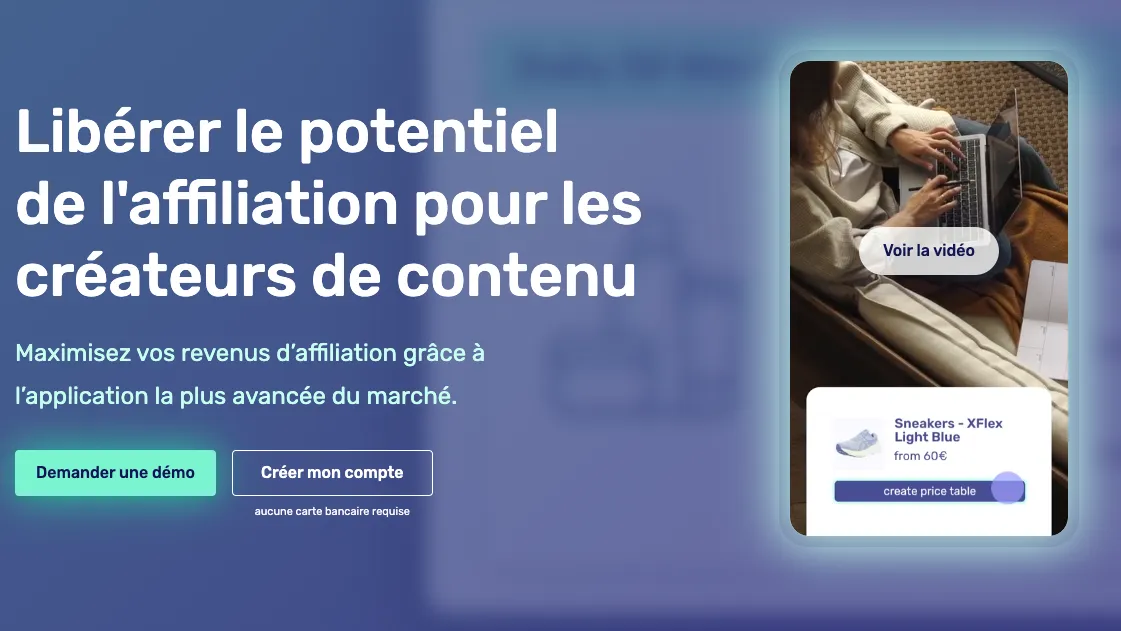 Libérer le potentiel
de l'affiliation pour les
créateurs de contenu
Maximisez vos revenus d’affiliation grâce à
l’application la plus avancée du marché.
Demander une démo
Créer mon compte
aucune carte bancaire requise
Voir la vidéo
Sneakers - XFlex
Light Blue
from 60€
create price table